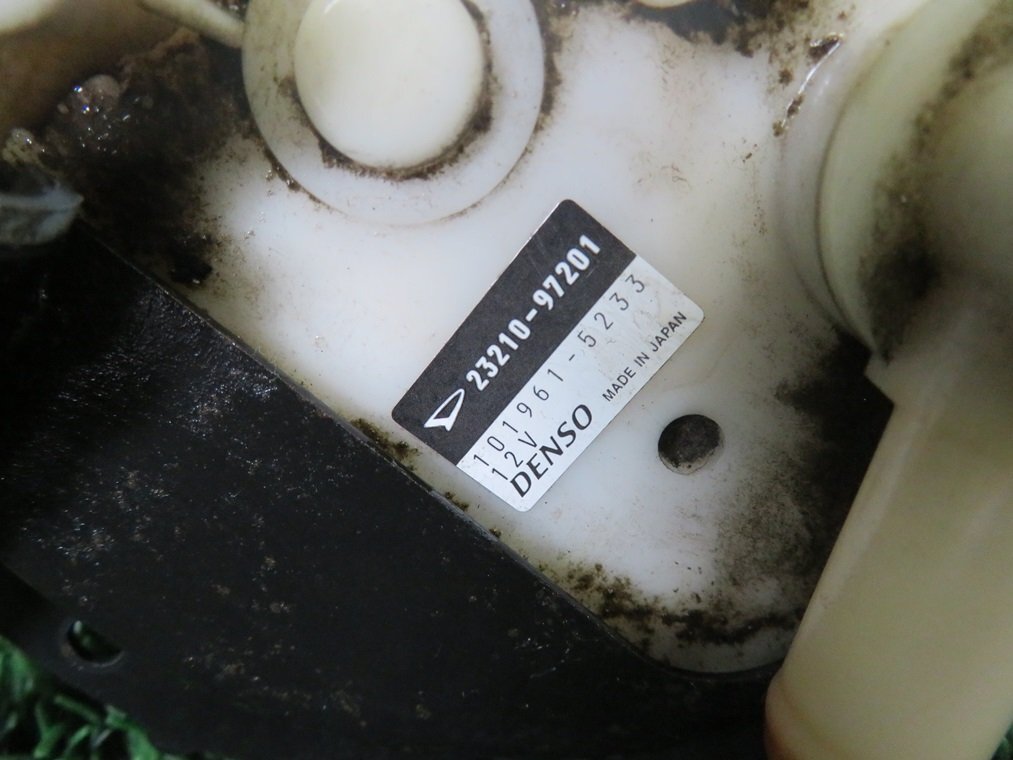 23210-97201
101961-5233
12V
DENSO MADE IN JAPAN